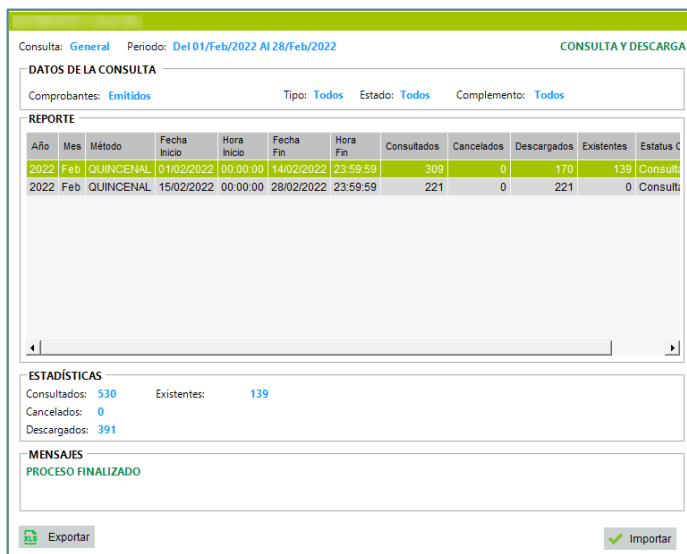 Consulta: General Periodo: Del 01/Feb/2022 Al 28/Feb/2022 CONSULTA Y DESCARGA
DATOS DE LA CONSULTA
Comprobantes: Emitidos Tipo: Todos Estado: Todos Complemento: Todos
REPORTE
Año Mes Método Fecha Inicio Hora Inicio Fecha Fin Hora Fin Consultados Cancelados Descargados Existentes Estatus C
2022 Feb QUINCENAL 01/02/2022 00:00:00 14/02/2022 23:59:59 309 0 170 139 Consulta
2022 Feb QUINCENAL 15/02/2022 00:00:00 28/02/2022 23:59:59 221 0 221 0 Consulta
ESTADÍSTICAS
Consultados: 530 Existentes: 139
Cancelados: 0
Descargados: 391
MENSAJES
PROCESO FINALIZADO
XLS Exportar Importar